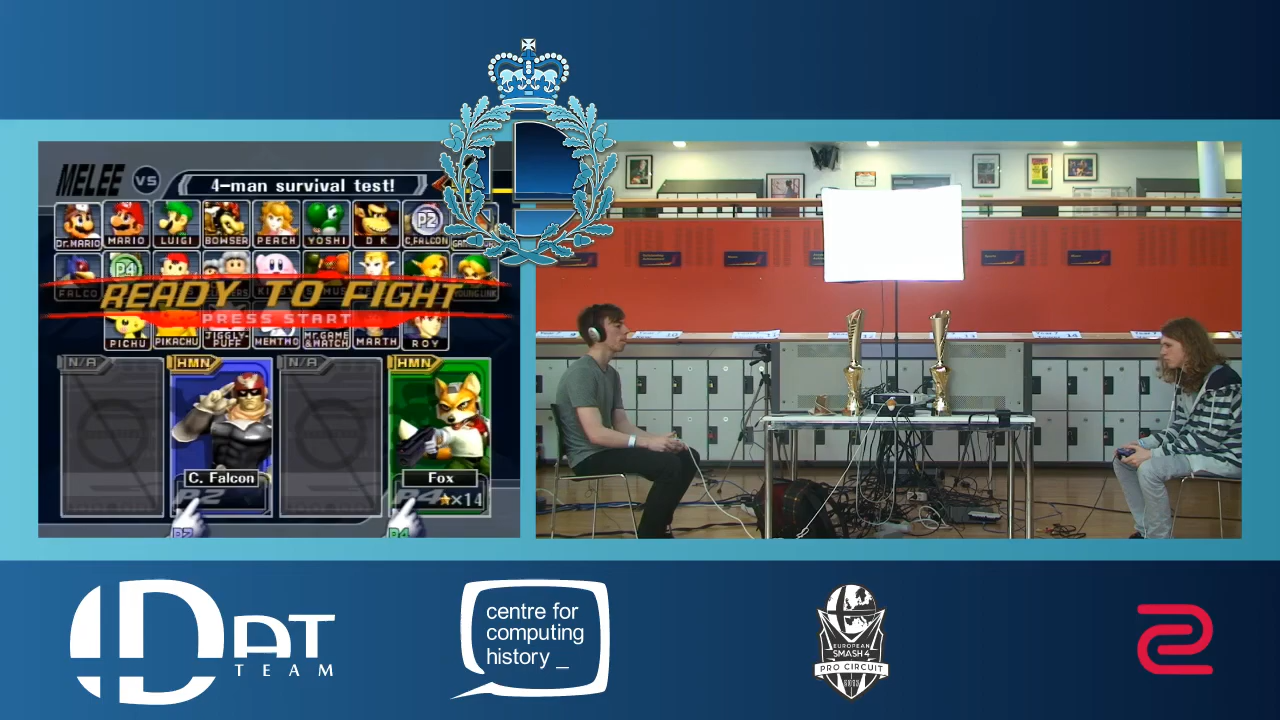 MELEE VS 4-man survival test!
DR.MARIO MARIO LUIGI BOWSER PEACH YOSHI D K P2 C.FALCON
FALCO P4
READY TO FIGHT
PRESS START
PICHU PIKACHU JIGGLY-PUFF MEWTWO MR.GAME & WATCH MARTH ROY
N/A HMN N/A HMN
C. Falcon Fox
P2 P4 ×14
P2 P4
DAT
TEAM
centre for
computing
history _
EUROPEAN
SMASH 4
PRO CIRCUIT